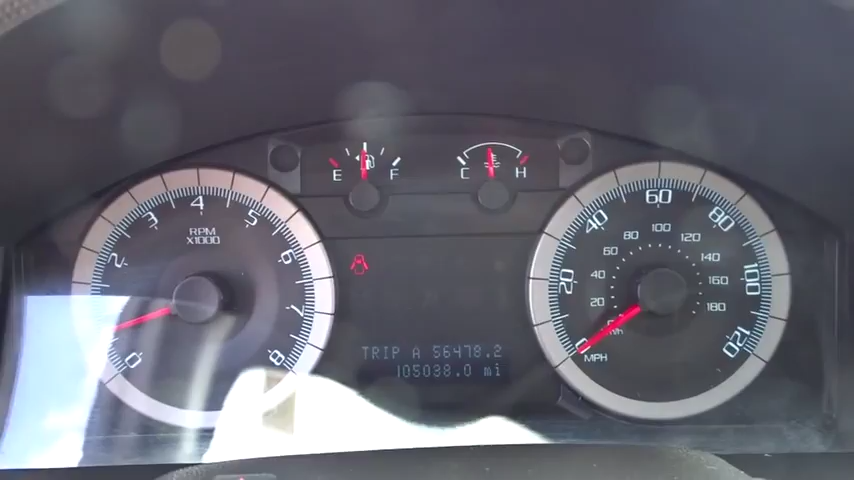 E F
C H
RPM
X1000
0 1 2 3 4 5 6 7 8
0 20 40 60 80 100 120
MPH
20 40 60 80 100 120 140 160 180
TRIP A 56478.2
105038.0 mi